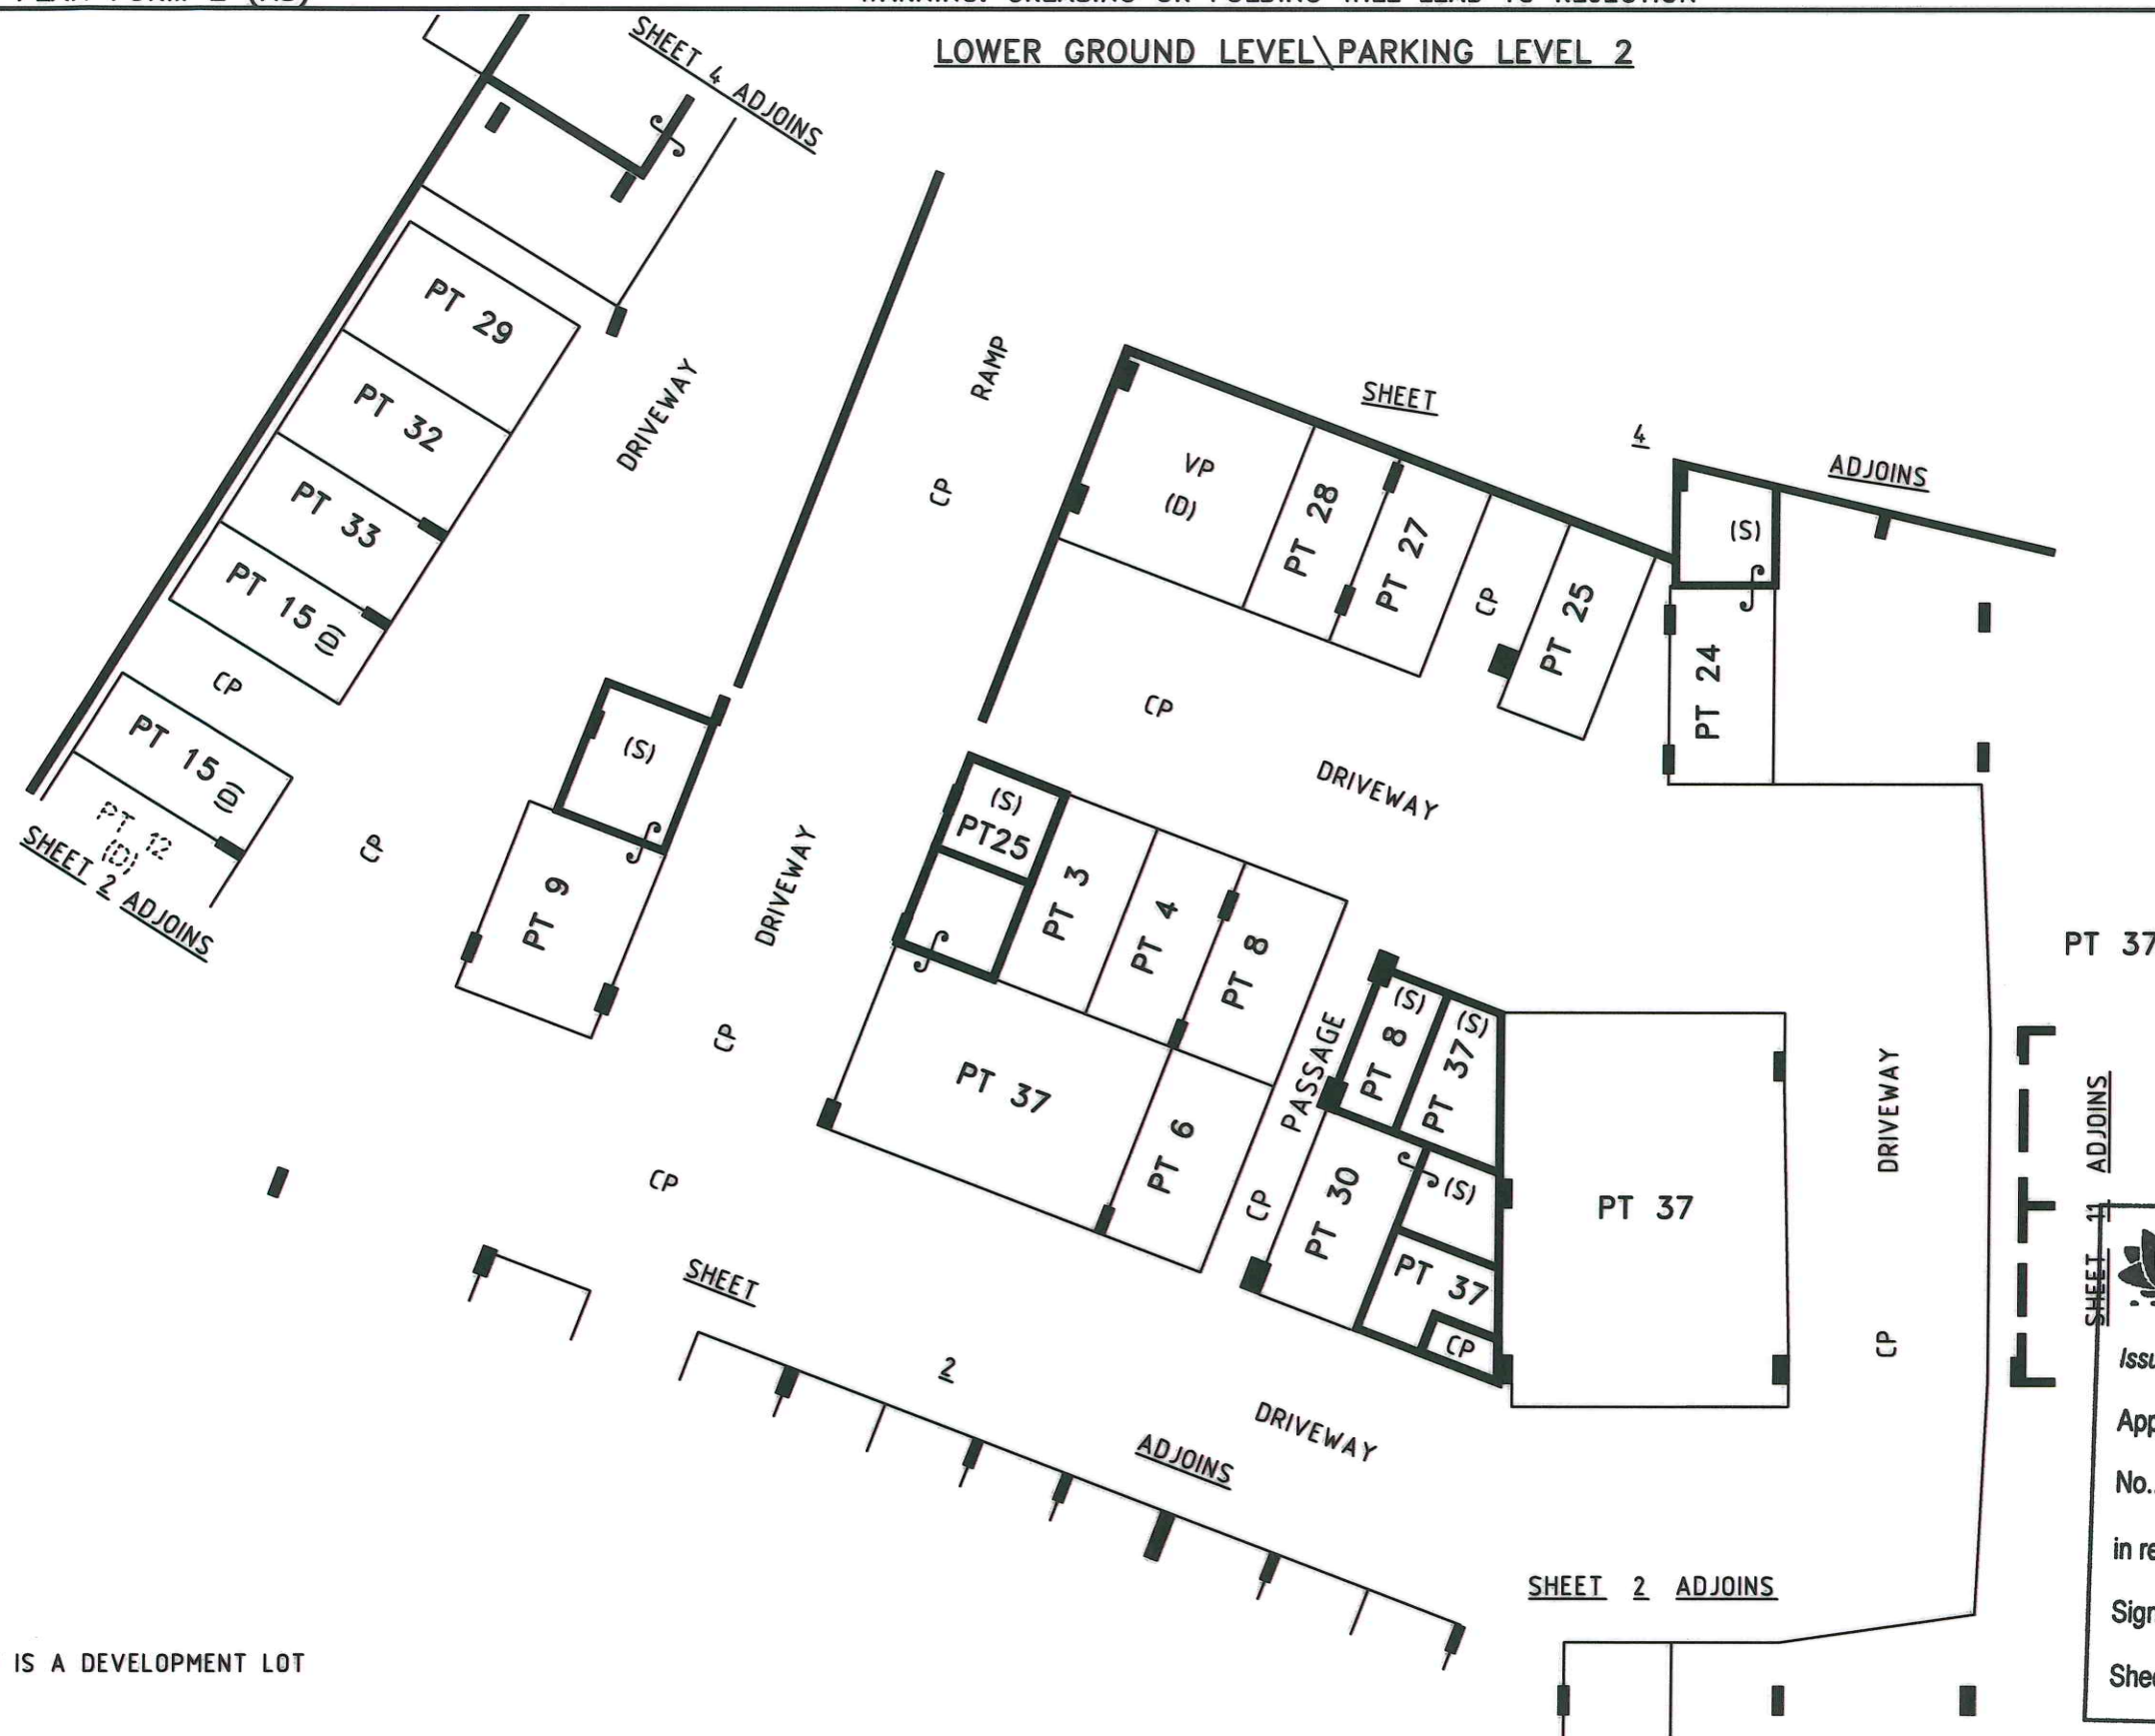 LOWER GROUND LEVEL\PARKING LEVEL 2
SHEET 4 ADJOINS
PT 29
PT 32
PT 33
PT 15 (D)
CP
PT 15 (D)
PT 12
(D)
SHEET 2 ADJOINS
DRIVEWAY
RAMP
CP
SHEET
4
ADJOINS
VP
(D)
PT 28
PT 27
CP
PT 25
(S)
PT 24
CP
DRIVEWAY
(S)
PT 9
CP
DRIVEWAY
CP
(S)
PT25
PT 3
PT 4
PT 8
PT 37
PT 6
PASSAGE
CP
(S)
PT 8
(S)
PT 37
PT 30
(S)
PT 37
CP
PT 37
DRIVEWAY
CP
PT 37
SHEET 11 ADJOINS
CP
SHEET
2
ADJOINS
DRIVEWAY
SHEET 2 ADJOINS
No.
IS A DEVELOPMENT LOT